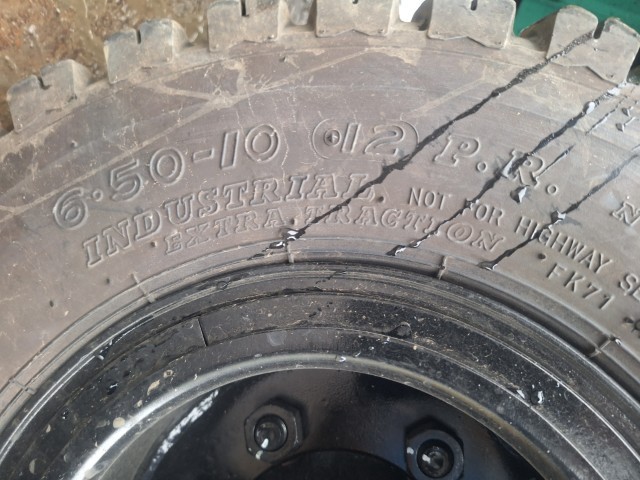 6·50-10 (·12) P.R.
INDUSTRIAL
EXTRA TRACTION
NOT FOR HIGHWAY
FK71